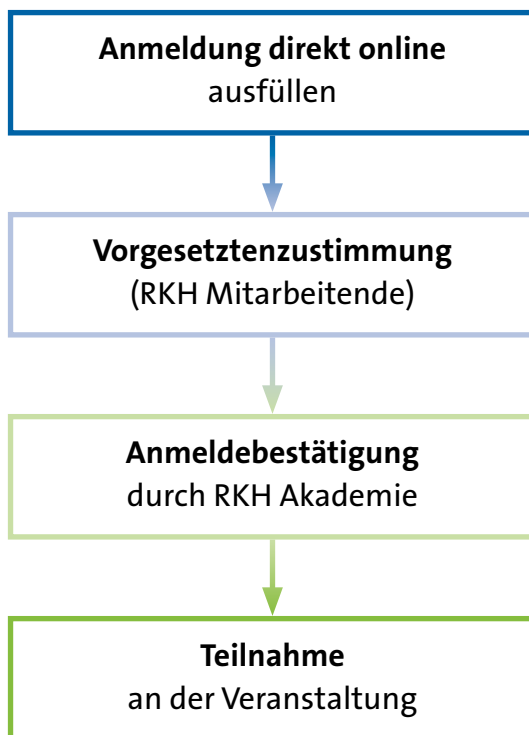 Anmeldung direkt online
ausfüllen
Vorgesetztenzustimmung
(RKH Mitarbeitende)
Anmeldebestätigung
durch RKH Akademie
Teilnahme
an der Veranstaltung